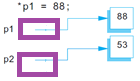 *p1 = 88;
88
p1
53
p2